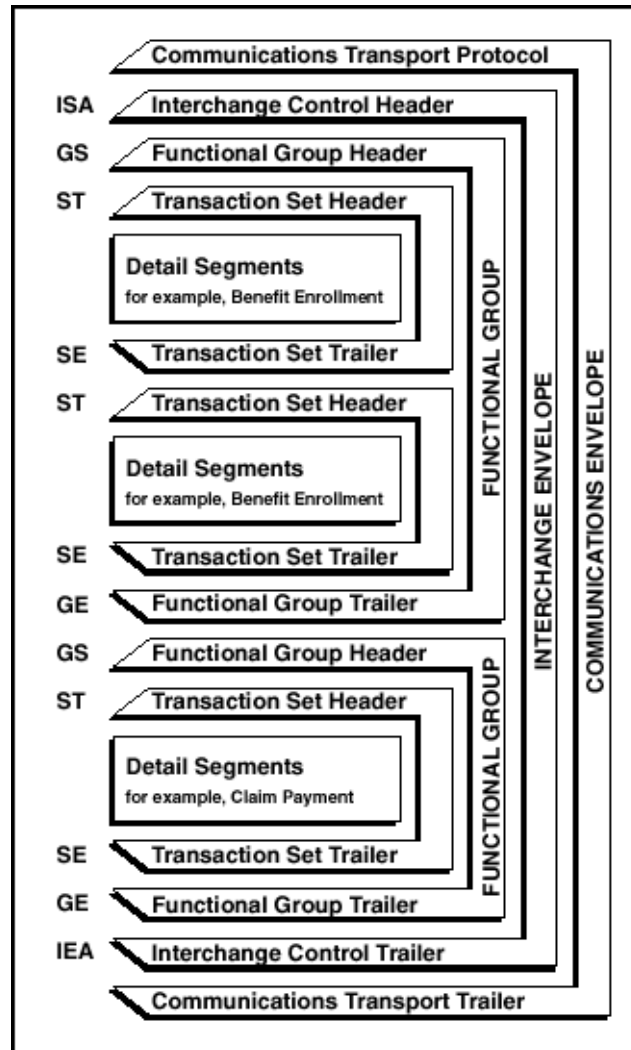 Communications Transport Protocol
ISA Interchange Control Header
GS Functional Group Header
ST Transaction Set Header
Detail Segments
for example, Benefit Enrollment
SE Transaction Set Trailer
ST Transaction Set Header
Detail Segments
for example, Benefit Enrollment
SE Transaction Set Trailer
GE Functional Group Trailer
FUNCTIONAL GROUP
GS Functional Group Header
ST Transaction Set Header
Detail Segments
for example, Claim Payment
SE Transaction Set Trailer
GE Functional Group Trailer
FUNCTIONAL GROUP
IEA Interchange Control Trailer
INTERCHANGE ENVELOPE
Communications Transport Trailer
COMMUNICATIONS ENVELOPE